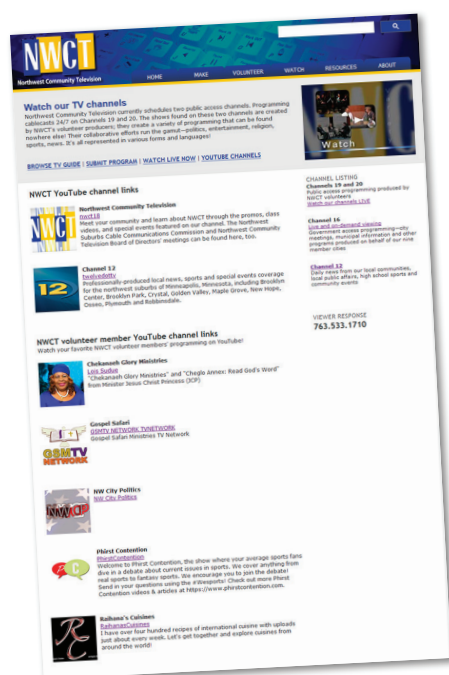 NWCT
Northwest Community Television
HOME MAKE VOLUNTEER WATCH RESOURCES ABOUT
Watch our TV channels
Northwest Community Television currently schedules two public access channels. Programming
cablecasts 24/7 on Channels 19 and 20. The shows found on these two channels are created
by NWCT's volunteer producers; they create a variety of programming that can be found
nowhere else! Their collaborative efforts run the gamut—politics, entertainment, religion,
sports, news. It's all represented in various forms and languages!
BROWSE TV GUIDE | SUBMIT PROGRAM | WATCH LIVE NOW | YOUTUBE CHANNELS
Watch
NWCT YouTube channel links
NWCT
Northwest Community Television
nwct18
Meet your community and learn about NWCT through the promos, class
videos, and special events featured on our channel. The Northwest
Suburbs Cable Communications Commission and Northwest Community
Television Board of Directors' meetings can be found here, too.
12
Channel 12
twelvedottv
Professionally-produced local news, sports and special events coverage
for the northwest suburbs of Minneapolis, Minnesota, including Brooklyn
Center, Brooklyn Park, Crystal, Golden Valley, Maple Grove, New Hope,
Osseo, Plymouth and Robbinsdale.
CHANNEL LISTING
Channels 19 and 20
Public access programming produced by
NWCT volunteers
Watch our channels LIVE
Channel 16
Live and on-demand viewing
Government access programming—city
meetings, municipal information and other
programs produced on behalf of our nine
member cities
Channel 12
Daily news from our local communities,
local public affairs, high school sports and
community events
VIEWER RESPONSE
763.533.1710
NWCT volunteer member YouTube channel links
Watch your favorite NWCT volunteer members' programming on YouTube!
Chekanaeh Glory Ministries
Lois Sudue
"Chekanaeh Glory Ministries" and "Cheglo Annex: Read God's Word"
from Minister Jesus Christ Princess (JCP)
GSMTV
NETWORK
Gospel Safari
GSMTV NETWORK TVNETWORK
Gospel Safari Ministries TV Network
NWCP
NW City Politics
NW City Politics
P C
Phirst Contention
PhirstContention
Welcome to Phirst Contention, the show where your average sports fans
dive in a debate about current issues in sports. We cover anything from
real sports to fantasy sports. We encourage you to join the debate!
Send in your questions using the #Wesports! Check out more Phirst
Contention videos & articles at https://www.phirstcontention.com.
RC
Raihana's Cuisines
RaihanasCuisines
I have over four hundred recipes of international cuisine with uploads
just about every week. Let's get together and explore cuisines from
around the world!